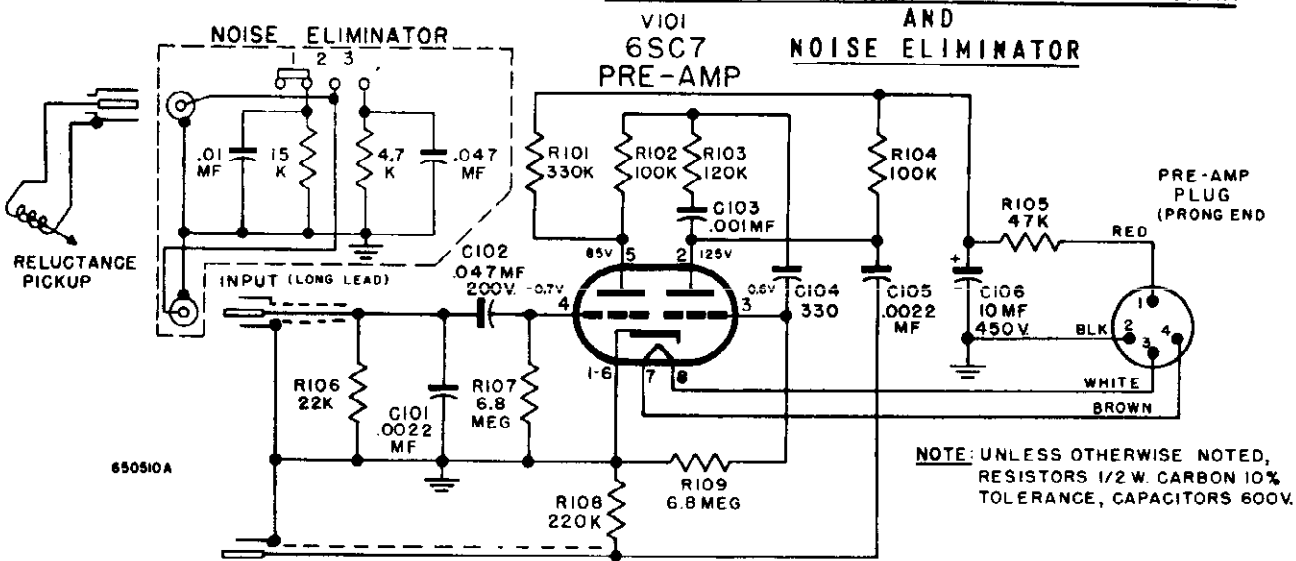 AND
NOISE ELIMINATOR
V101
6SC7
PRE-AMP
NOISE ELIMINATOR
1
2 3
.01
MF
15
K
4.7
K
.047
MF
RELUCTANCE
PICKUP
INPUT (LONG LEAD)
R101
330K
R102
100K
R103
120K
C103
.001MF
R104
100K
R105
47K
PRE-AMP
PLUG
(PRONG END
RED
C102
.047MF
200V.
-0.7V
85V
5
2
125V
4
3
0.6V
C104
330
C105
.0022
MF
+
-
C106
10MF
450V.
BLK
1
2
3
4
WHITE
BROWN
1-6
7
8
R106
22K
C101
.0022
MF
R107
6.8
MEG
R109
6.8MEG
R108
220K
650510A
NOTE: UNLESS OTHERWISE NOTED,
RESISTORS 1/2 W. CARBON 10%
TOLERANCE, CAPACITORS 600V.